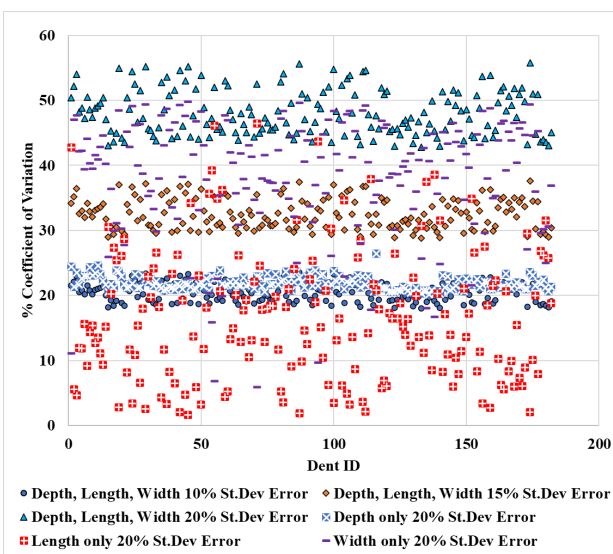 60
50
40
30
20
10
0
% Coefficient of Variation
0 50 100 150 200
Dent ID
Depth, Length, Width 10% St.Dev Error Depth, Length, Width 15% St.Dev Error
Depth, Length, Width 20% St.Dev Error Depth only 20% St.Dev Error
Length only 20% St.Dev Error Width only 20% St.Dev Error